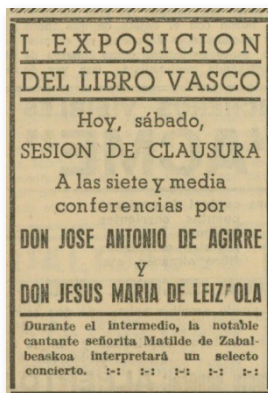 I EXPOSICION
DEL LIBRO VASCO
Hoy, sábado,
SESION DE CLAUSURA
A las siete y media
conferencias por
DON JOSE ANTONIO DE AGIRRE
Y
DON JESUS MARIA DE LEIZAOLA
Durante el intermedio, la notable
cantante señorita Matilde de Zabal-
beaskoa interpretará un selecto
concierto. :-: :-: :-: :-: :-: